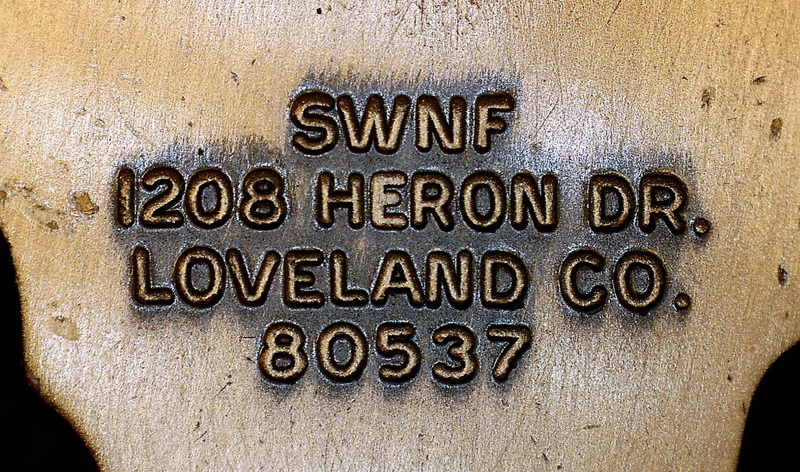 SWNF
1208 HERON DR.
LOVELAND CO.
80537